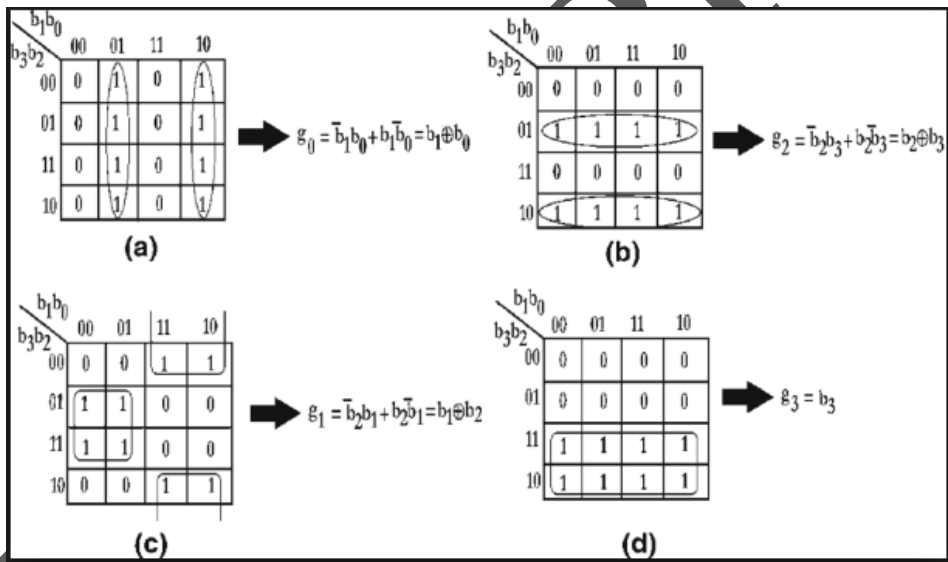 b₁b₀
b₃b₂
00 01 11 10
00 0 1 0 1
01 0 1 0 1
11 0 1 0 1
10 0 1 0 1
g₀ = b̅₁b₀ + b₁b̅₀ = b₁⊕b₀
(a)
b₁b₀
b₃b₂
00 01 11 10
00 0 0 0 0
01 1 1 1 1
11 0 0 0 0
10 1 1 1 1
g₂ = b̅₂b₃ + b₂b̅₃ = b₂⊕b₃
(b)
b₁b₀
b₃b₂
00 01 11 10
00 0 0 1 1
01 1 1 0 0
11 1 1 0 0
10 0 0 1 1
g₁ = b̅₂b₁ + b₂b̅₁ = b₁⊕b₂
(c)
b₁b₀
b₃b₂
00 01 11 10
00 0 0 0 0
01 0 0 0 0
11 1 1 1 1
10 1 1 1 1
g₃ = b₃
(d)